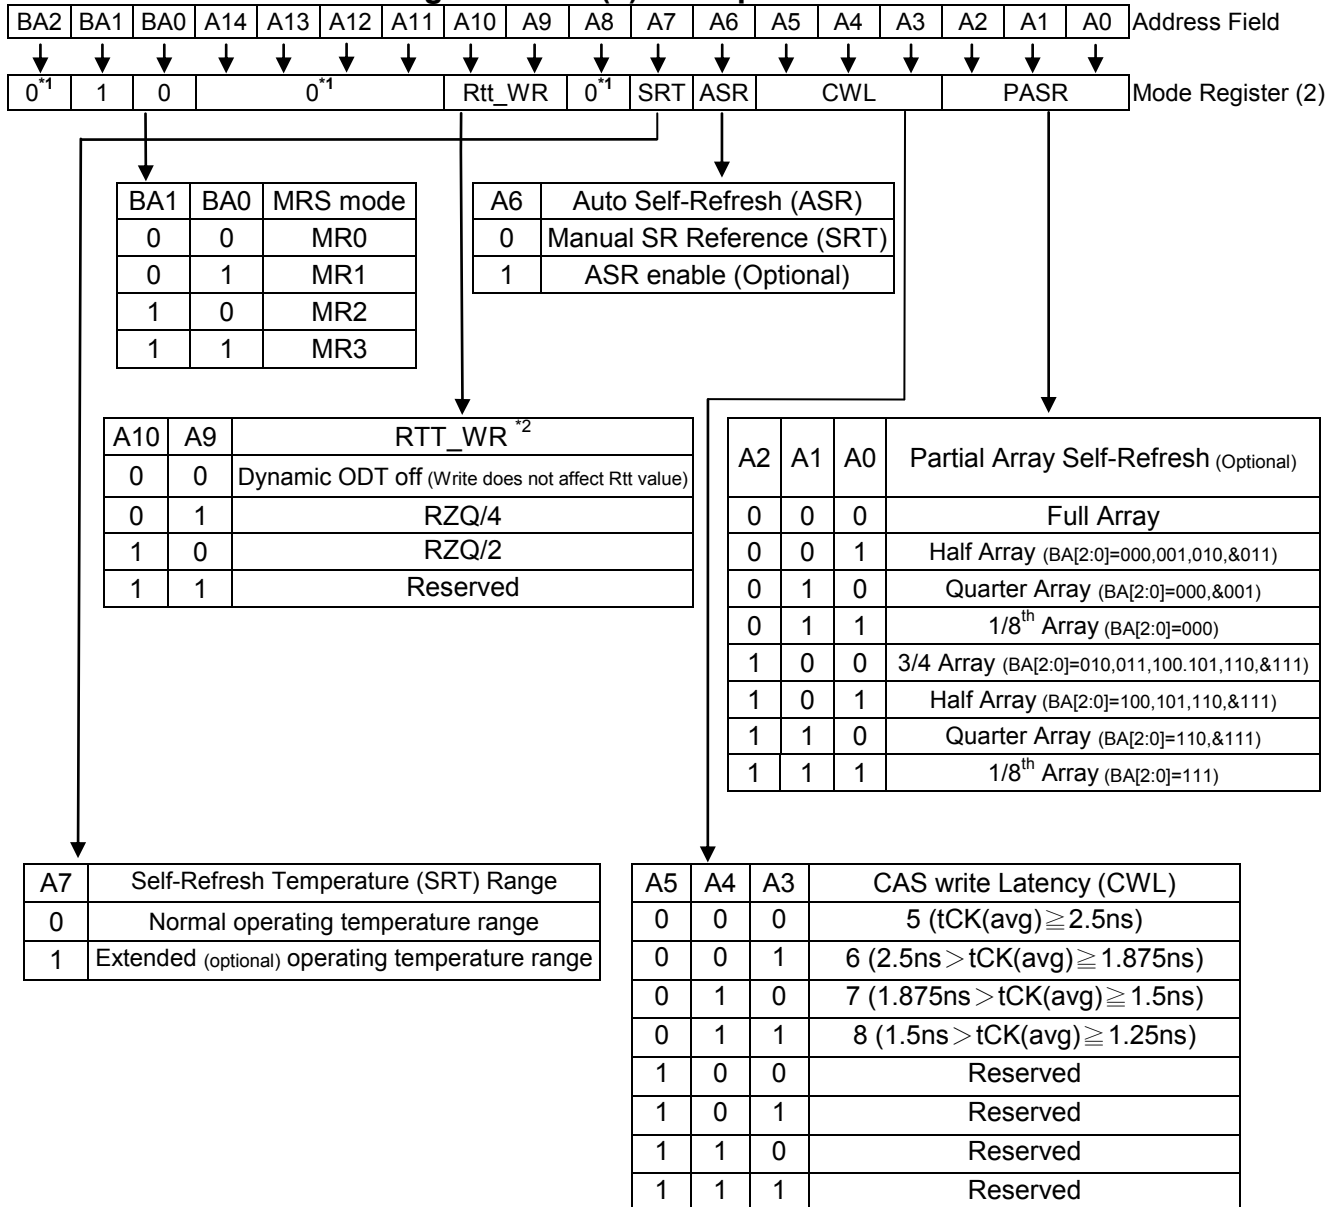 BA2 BA1 BA0 A14 A13 A12 A11 A10 A9 A8 A7 A6 A5 A4 A3 A2 A1 A0 Address Field
0*1 1 0 0*1 Rtt_WR 0*1 SRT ASR CWL PASR Mode Register (2)
BA1 BA0 MRS mode
0 0 MR0
0 1 MR1
1 0 MR2
1 1 MR3
A6 Auto Self-Refresh (ASR)
0 Manual SR Reference (SRT)
1 ASR enable (Optional)
A10 A9 RTT_WR *2
0 0 Dynamic ODT off (Write does not affect Rtt value)
0 1 RZQ/4
1 0 RZQ/2
1 1 Reserved
A2 A1 A0 Partial Array Self-Refresh (Optional)
0 0 0 Full Array
0 0 1 Half Array (BA[2:0]=000,001,010,&011)
0 1 0 Quarter Array (BA[2:0]=000,&001)
0 1 1 1/8th Array (BA[2:0]=000)
1 0 0 3/4 Array (BA[2:0]=010,011,100.101,110,&111)
1 0 1 Half Array (BA[2:0]=100,101,110,&111)
1 1 0 Quarter Array (BA[2:0]=110,&111)
1 1 1 1/8th Array (BA[2:0]=111)
A7 Self-Refresh Temperature (SRT) Range
0 Normal operating temperature range
1 Extended (optional) operating temperature range
A5 A4 A3 CAS write Latency (CWL)
0 0 0 5 (tCK(avg)≧2.5ns)
0 0 1 6 (2.5ns>tCK(avg)≧1.875ns)
0 1 0 7 (1.875ns>tCK(avg)≧1.5ns)
0 1 1 8 (1.5ns>tCK(avg)≧1.25ns)
1 0 0 Reserved
1 0 1 Reserved
1 1 0 Reserved
1 1 1 Reserved